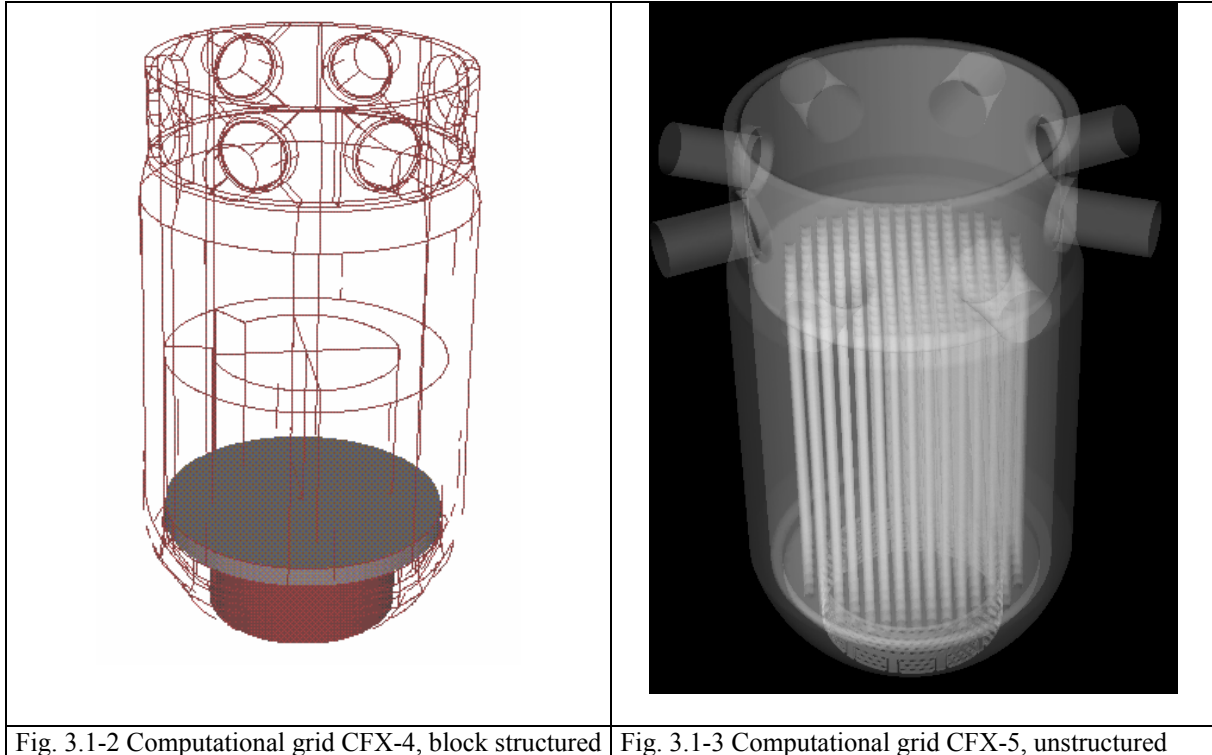 Fig. 3.1-2 Computational grid CFX-4, block structured
Fig. 3.1-3 Computational grid CFX-5, unstructured